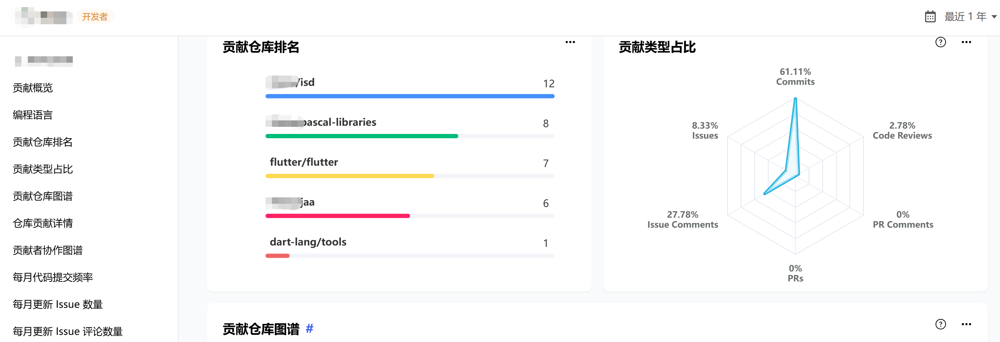 开发者
最近 1 年
贡献概览
编程语言
贡献仓库排名
贡献类型占比
贡献仓库图谱
仓库贡献详情
贡献者协作图谱
每月代码提交频率
每月更新 Issue 数量
每月更新 Issue 评论数量
贡献仓库排名
/isd
12
pascal-libraries
8
flutter/flutter
7
jaa
6
dart-lang/tools
1
贡献类型占比
61.11%
Commits
8.33%
Issues
2.78%
Code Reviews
27.78%
Issue Comments
0%
PR Comments
0%
PRs
贡献仓库图谱 #